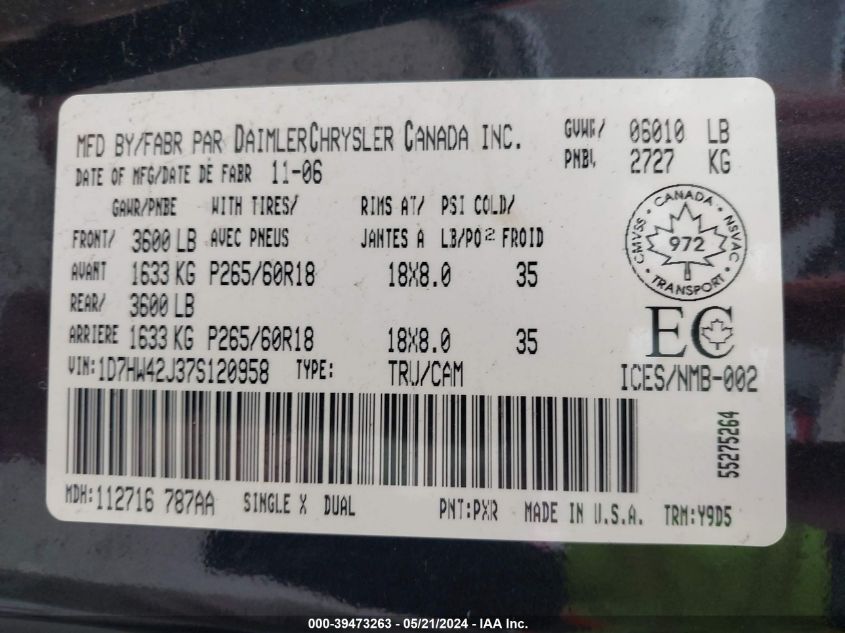 MFD BY/FABR PAR DAIMLERCHRYSLER CANADA INC. GVWR/ 06010 LB
DATE OF MFG/DATE DE FABR 11-06 PNBV 2727 KG
GAWR/PNBE WITH TIRES/ RIMS AT/ PSI COLD/
FRONT/ 3600 LB AVEC PNEUS JANTES A LB/PO² FROID
AVANT 1633 KG P265/60R18 18X8.0 35
REAR/ 3600 LB
ARRIERE 1633 KG P265/60R18 18X8.0 35
CANADA
CMVSS 972 NSVAC
TRANSPORT
EC
VIN: 1D7HW42J37S120958 TYPE: TRU/CAM ICES/NMB-002
55275264
MDH: 112716 787AA SINGLE X DUAL PNT:PXR MADE IN U.S.A. TRM:Y9D5
000-39473263 - 05/21/2024 - IAA Inc.